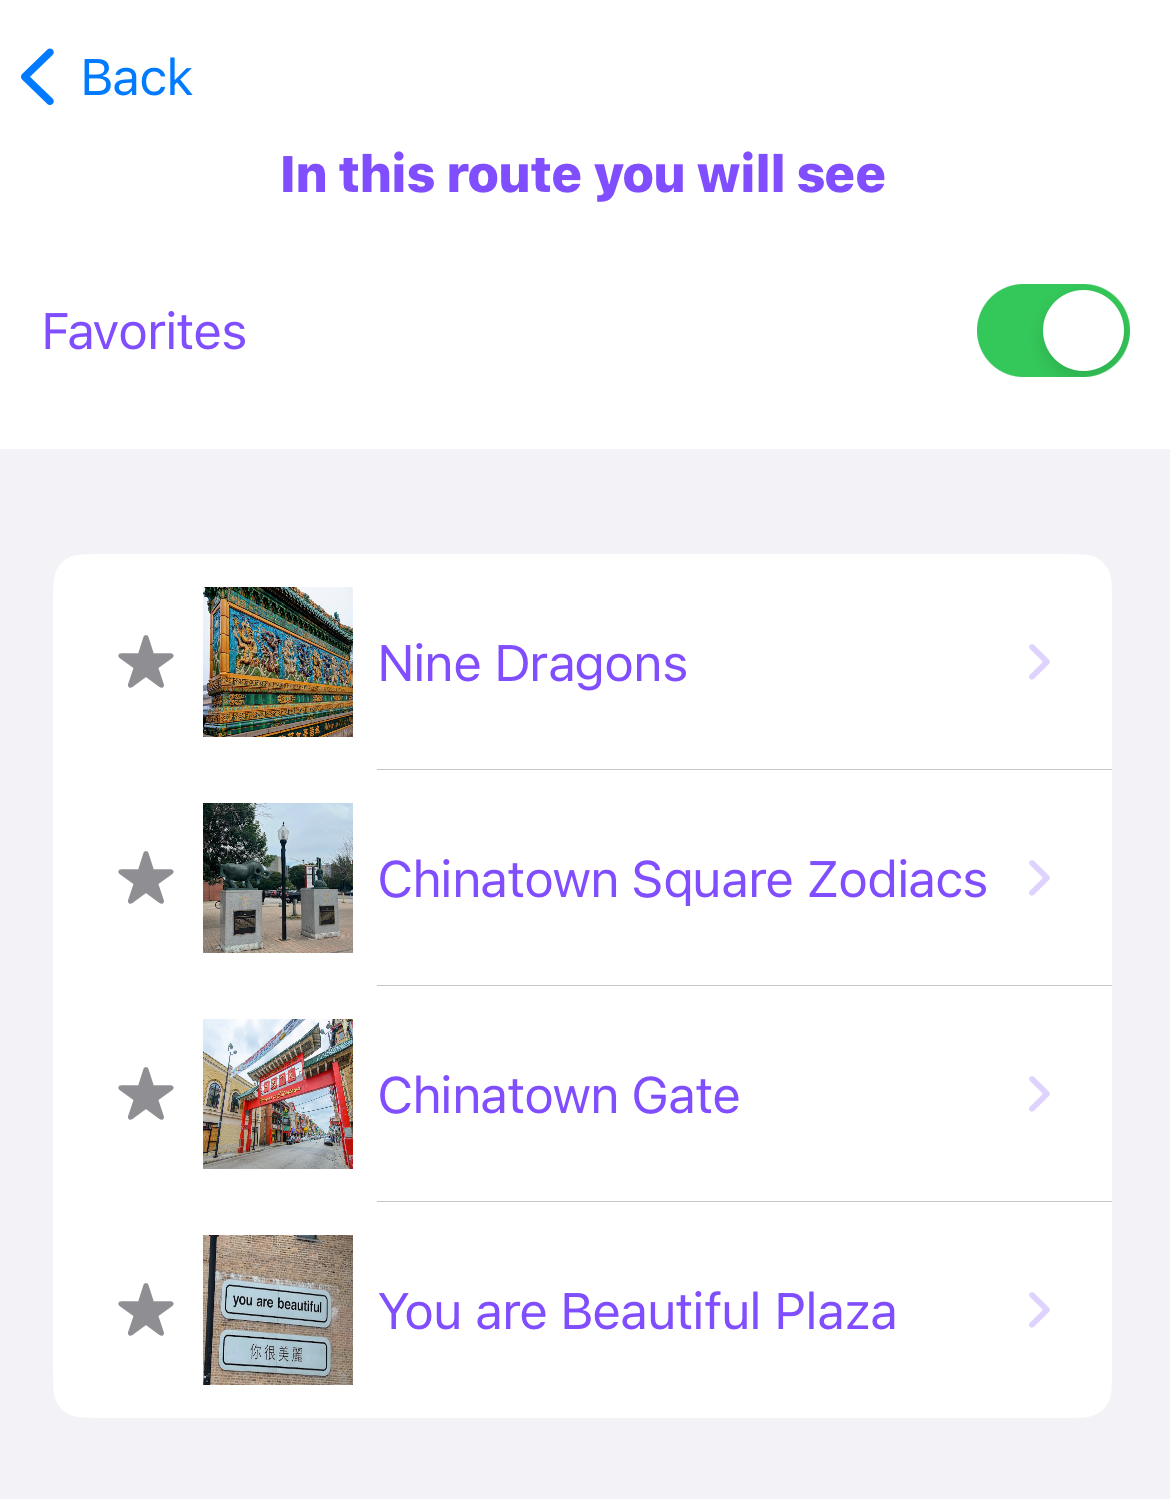 Back
In this route you will see
Favorites
Nine Dragons
Chinatown Square Zodiacs
Chinatown Gate
You are Beautiful Plaza
you are beautiful
你很美麗